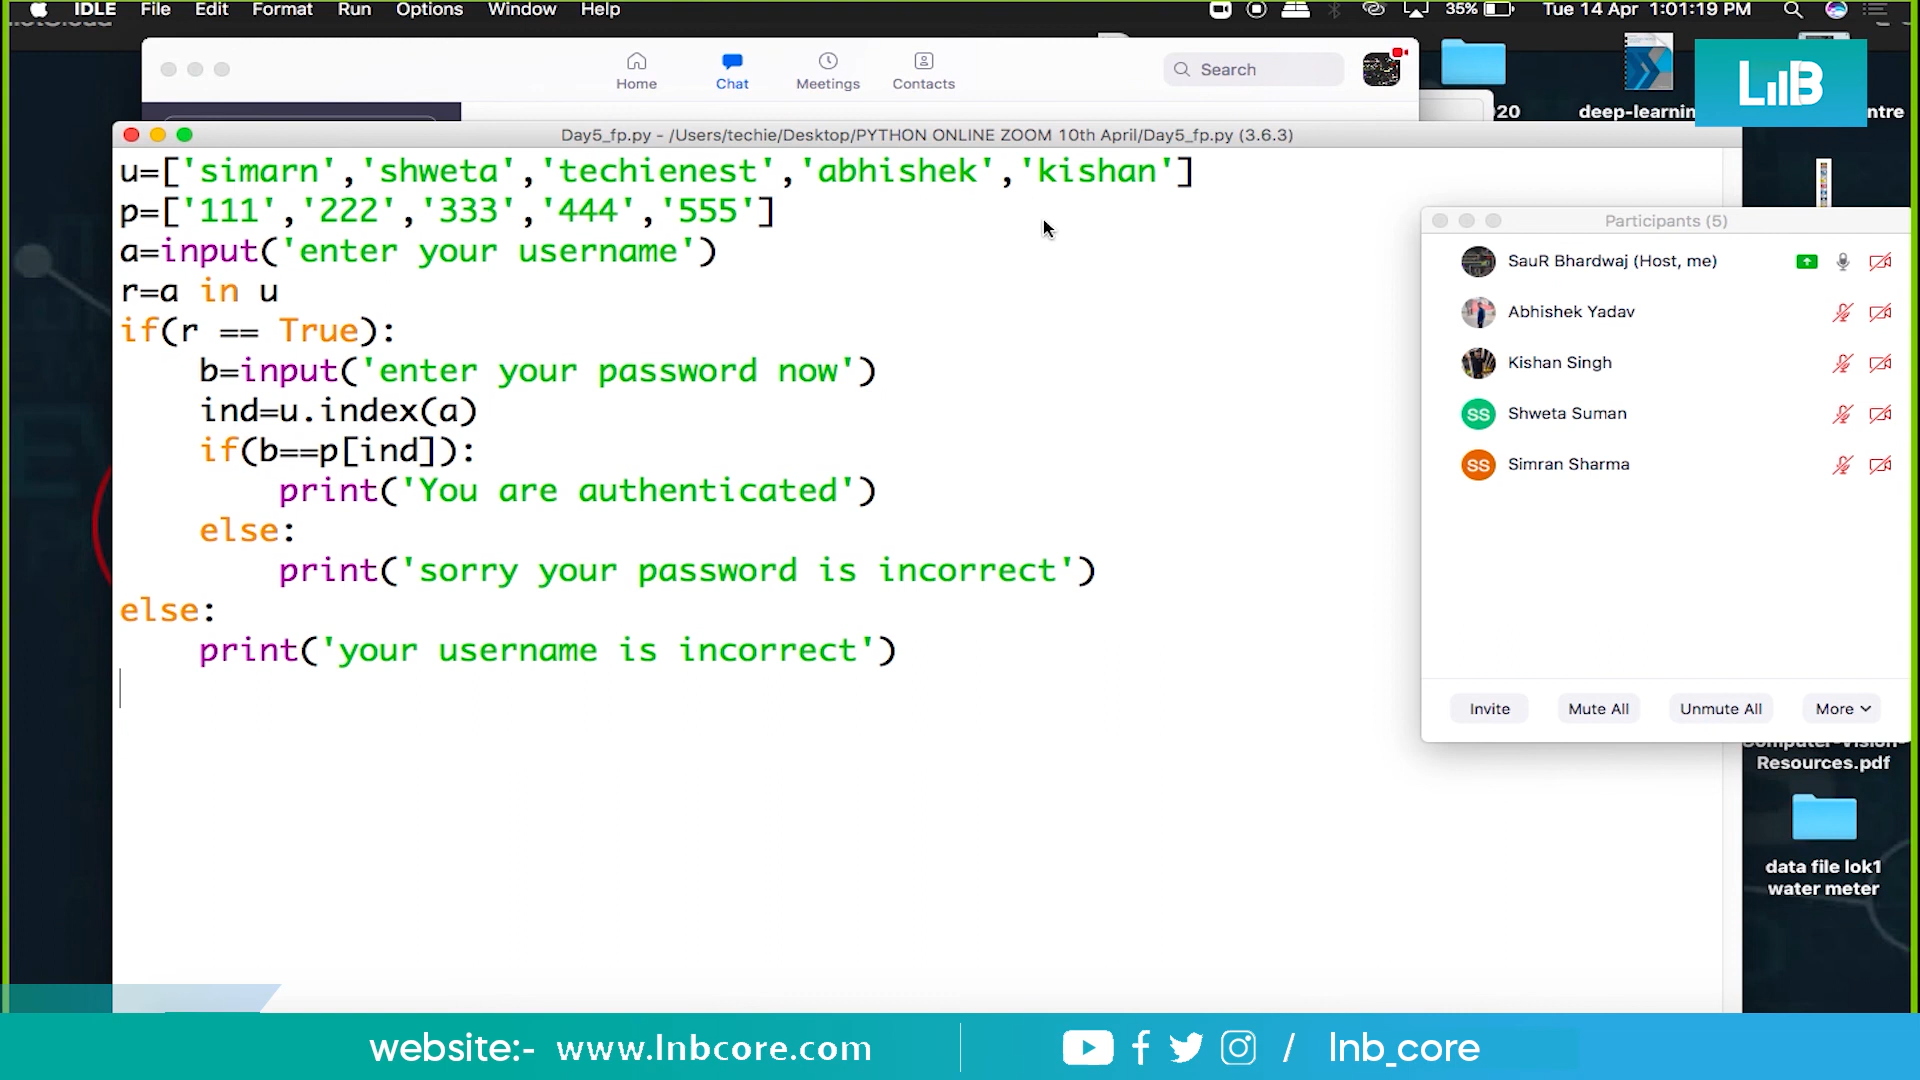 IDLE File Edit Format Run Options Window Help 35% Tue 14 Apr 1:01:19 PM
Home Chat Meetings Contacts Search
20 deep-learnin ntre
LNB
Day5_fp.py - /Users/techie/Desktop/PYTHON ONLINE ZOOM 10th April/Day5_fp.py (3.6.3)
u=['simarn','shweta','techienest','abhishek','kishan']
p=['111','222','333','444','555']
a=input('enter your username')
r=a in u
if(r == True):
    b=input('enter your password now')
    ind=u.index(a)
    if(b==p[ind]):
        print('You are authenticated')
    else:
        print('sorry your password is incorrect')
else:
    print('your username is incorrect')
Participants (5)
SauR Bhardwaj (Host, me)
Abhishek Yadav
Kishan Singh
SS Shweta Suman
SS Simran Sharma
Invite Mute All Unmute All More
Computer-Vision-
Resources.pdf
data file lok1
water meter
website:- www.lnbcore.com / lnb_core